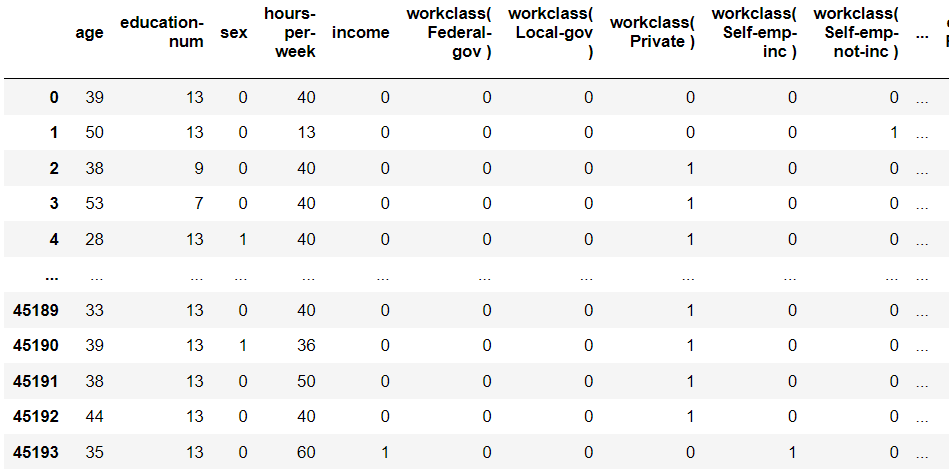 age education-num sex hours-per-week income workclass( Federal-gov ) workclass( Local-gov ) workclass( Private ) workclass( Self-emp-inc ) workclass( Self-emp-not-inc ) ...
0 39 13 0 40 0 0 0 0 0 0 ...
1 50 13 0 13 0 0 0 0 0 1 ...
2 38 9 0 40 0 0 0 1 0 0 ...
3 53 7 0 40 0 0 0 1 0 0 ...
4 28 13 1 40 0 0 0 1 0 0 ...
... ... ... ... ... ... ... ... ... ... ... ...
45189 33 13 0 40 0 0 0 1 0 0 ...
45190 39 13 1 36 0 0 0 1 0 0 ...
45191 38 13 0 50 0 0 0 1 0 0 ...
45192 44 13 0 40 0 0 0 1 0 0 ...
45193 35 13 0 60 1 0 0 0 1 0 ...